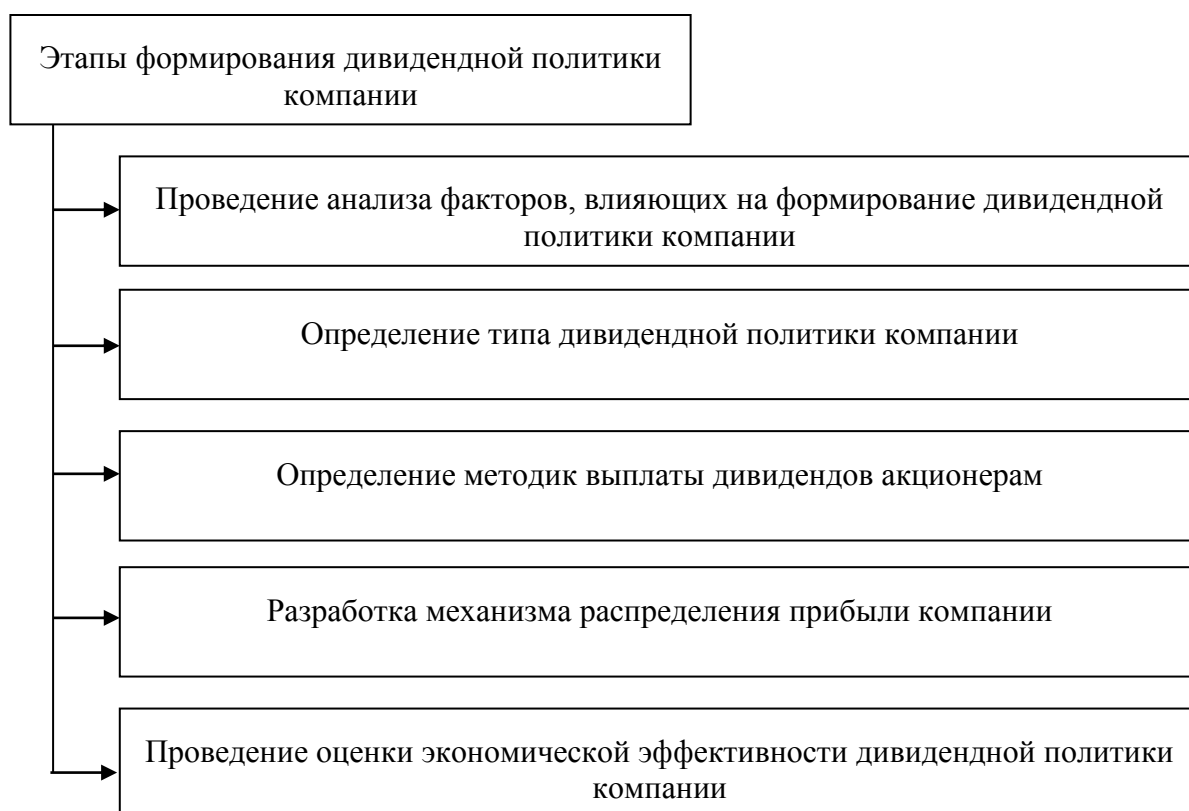 Этапы формирования дивидендной политики
компании
Проведение анализа факторов, влияющих на формирование дивидендной
политики компании
Определение типа дивидендной политики компании
Определение методик выплаты дивидендов акционерам
Разработка механизма распределения прибыли компании
Проведение оценки экономической эффективности дивидендной политики
компании